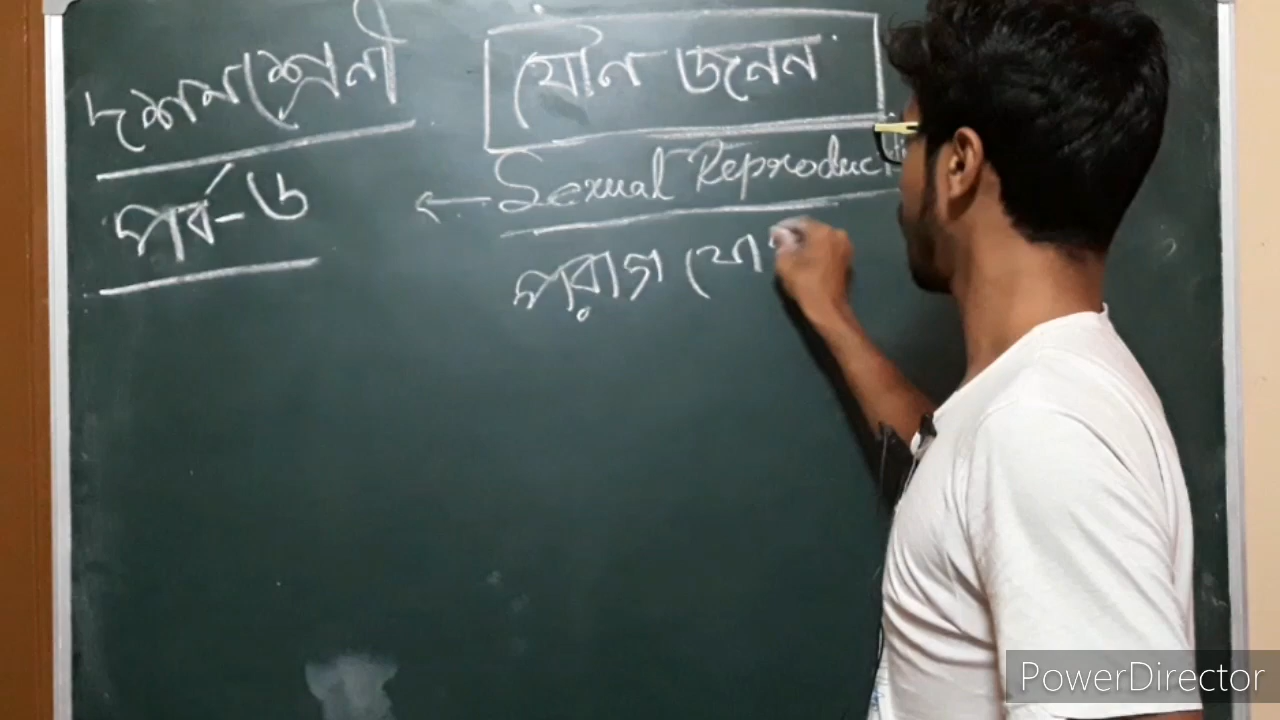 দশম শ্রেনী
পর্ব-৬
যৌন জনন
← Sexual Reproduc
পরাগ যো
PowerDirector